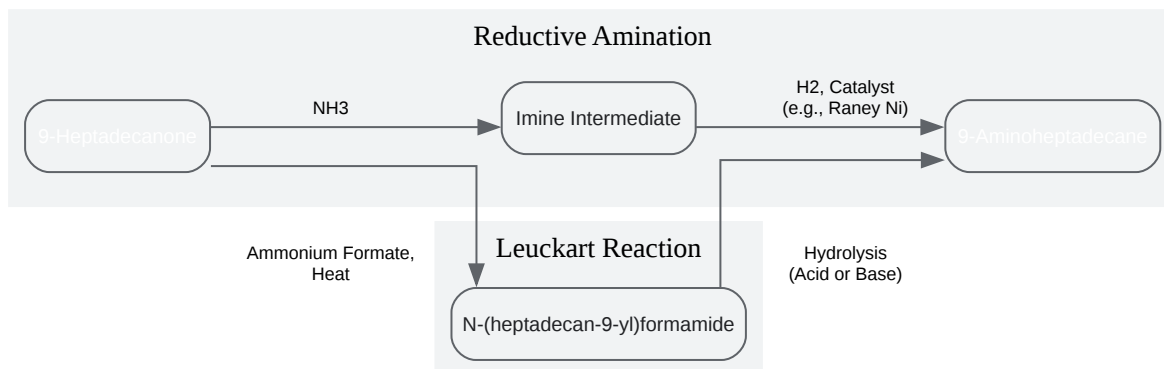 Reductive Amination
9-Heptadecanone
NH3
Imine Intermediate
H2, Catalyst
(e.g., Raney Ni)
9-Aminoheptadecane
Ammonium Formate,
Heat
Leuckart Reaction
N-(heptadecan-9-yl)formamide
Hydrolysis
(Acid or Base)